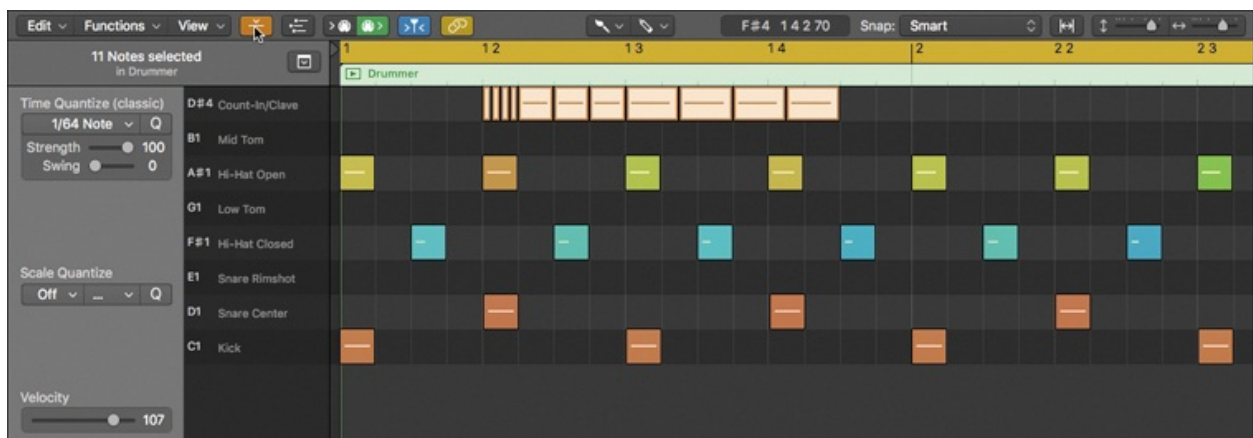 Edit Functions View F#4 1 4 2 70 Snap: Smart
1 1 2 1 3 1 4 2 2 2 2 3
11 Notes selected
in Drummer
Drummer
Time Quantize (classic)
1/64 Note Q
Strength 100
Swing 0
D#4 Count-In/Clave
B1 Mid Tom
A#1 Hi-Hat Open
G1 Low Tom
F#1 Hi-Hat Closed
Scale Quantize
Off ... Q
E1 Snare Rimshot
D1 Snare Center
C1 Kick
Velocity
107